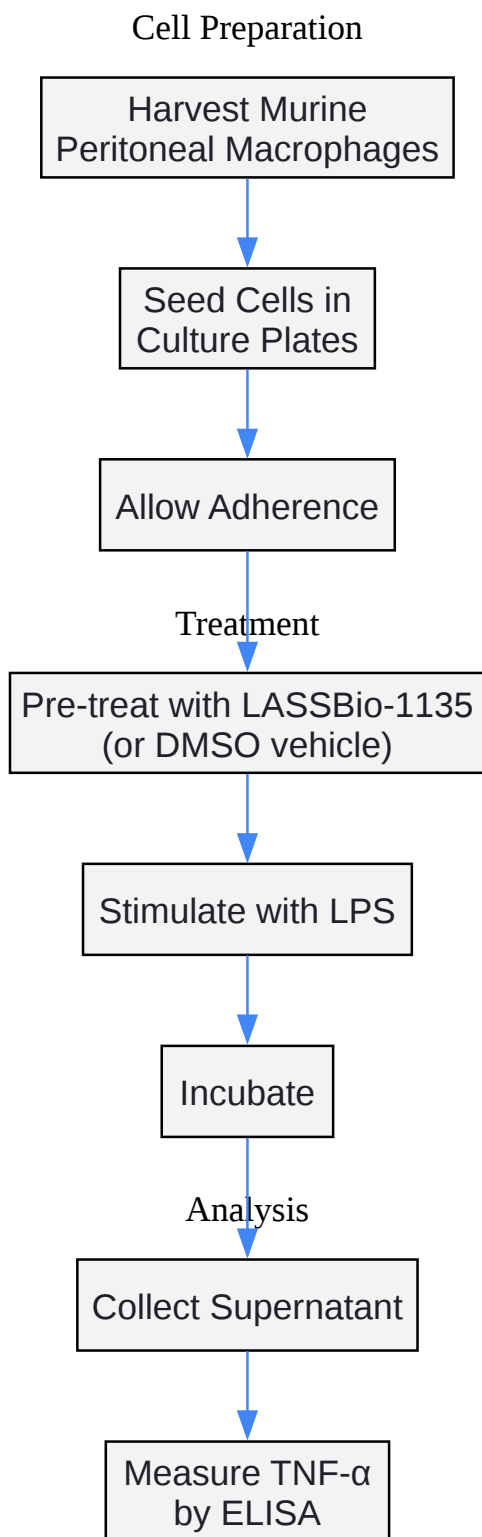 Cell Preparation
Harvest Murine
Peritoneal Macrophages
Seed Cells in
Culture Plates
Allow Adherence
Treatment
Pre-treat with LASSBio-1135
(or DMSO vehicle)
Stimulate with LPS
Incubate
Analysis
Collect Supernatant
Measure TNF-α
by ELISA